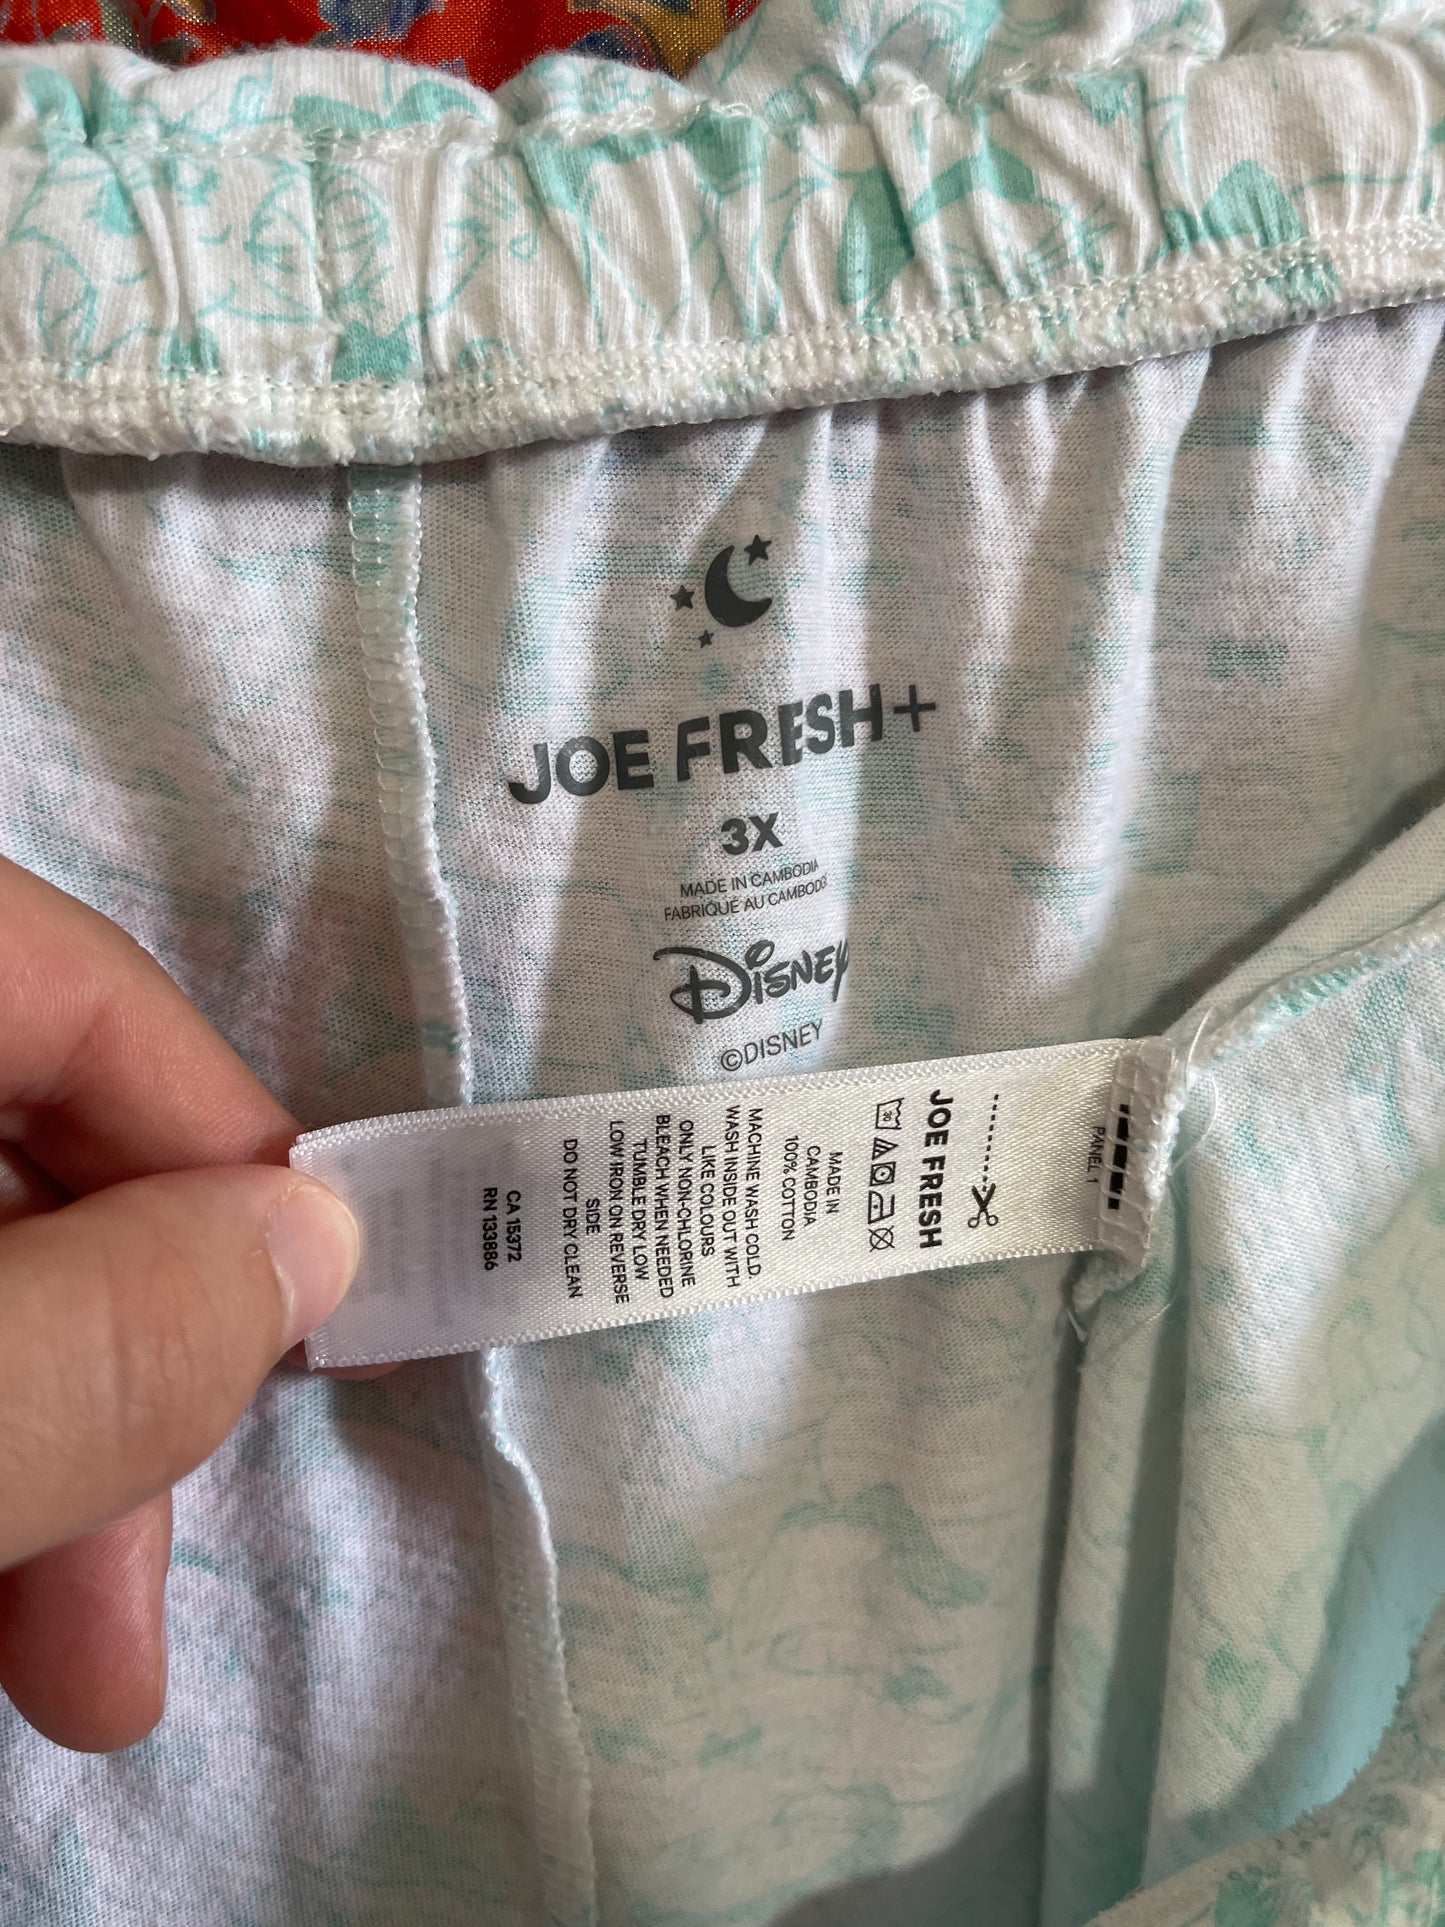 JOE FRESH+
3X
MADE IN CAMBODIA
FABRIQUÉ AU CAMBODGE
Disney
©DISNEY
PANEL 1
JOE FRESH
30
MADE IN
CAMBODIA
100% COTTON
MACHINE WASH COLD.
WASH INSIDE OUT WITH
LIKE COLOURS
ONLY NON-CHLORINE
BLEACH WHEN NEEDED
TUMBLE DRY LOW
LOW IRON ON REVERSE
SIDE
DO NOT DRY CLEAN
CA 15372
RN 133886